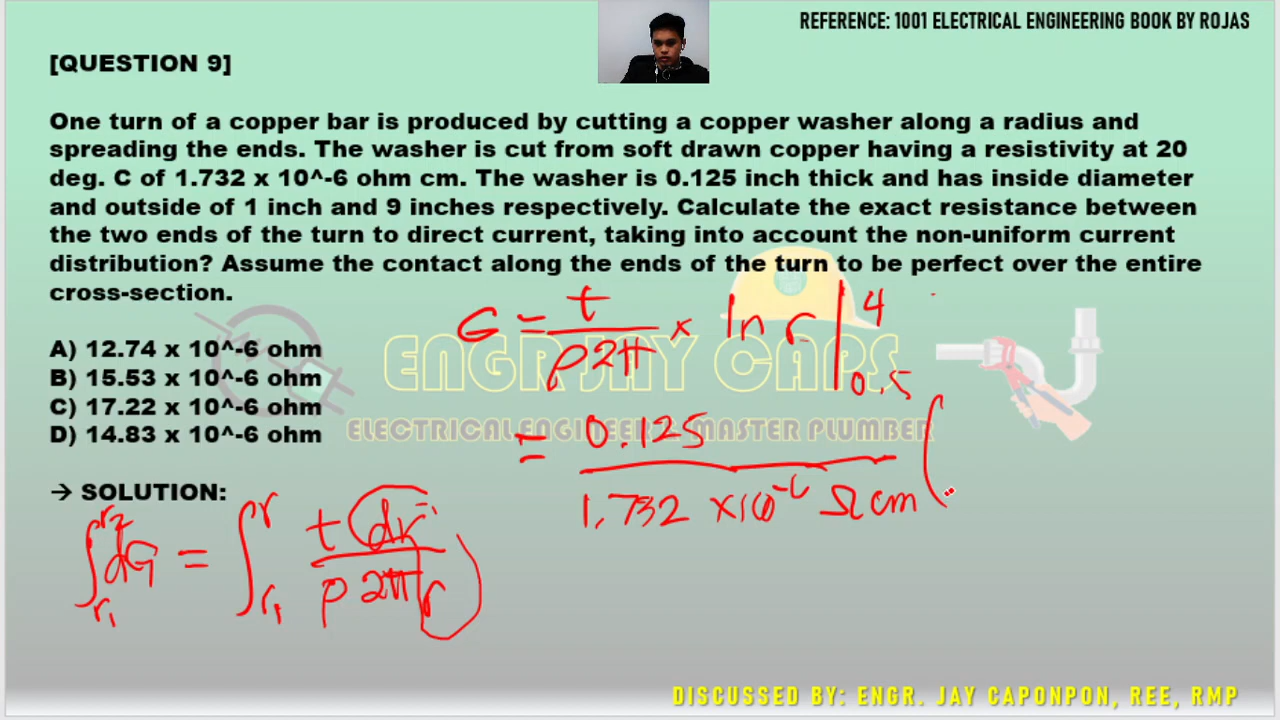 REFERENCE: 1001 ELECTRICAL ENGINEERING BOOK BY ROJAS
[QUESTION 9]
One turn of a copper bar is produced by cutting a copper washer along a radius and
spreading the ends. The washer is cut from soft drawn copper having a resistivity at 20
deg. C of 1.732 x 10^-6 ohm cm. The washer is 0.125 inch thick and has inside diameter
and outside of 1 inch and 9 inches respectively. Calculate the exact resistance between
the two ends of the turn to direct current, taking into account the non-uniform current
distribution? Assume the contact along the ends of the turn to be perfect over the entire
cross-section.
A) 12.74 x 10^-6 ohm
B) 15.53 x 10^-6 ohm
C) 17.22 x 10^-6 ohm
D) 14.83 x 10^-6 ohm
G = t / ρ2π x ln r | 4 0.5
ENGR JAY CAPS
ELECTRICAL ENGINEER & MASTER PLUMBER
= 0.125 / 1.732 x10^-6 Ω cm (
→ SOLUTION:
∫ r₁ r₂ dG = ∫ r₁ r t dr / ρ 2π r
DISCUSSED BY: ENGR. JAY CAPONPON, REE, RMP